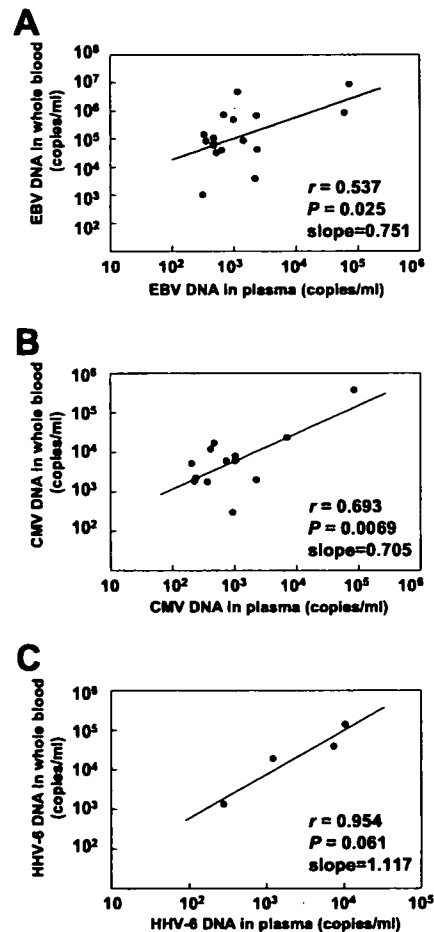 A
EBV DNA in whole blood
(copies/ml)
10⁸
10⁷
10⁶
10⁵
10⁴
10³
10²
r = 0.537
P = 0.025
slope=0.751
10 10² 10³ 10⁴ 10⁵ 10⁶
EBV DNA in plasma (copies/ml)
B
CMV DNA in whole blood
(copies/ml)
10⁶
10⁵
10⁴
10³
10²
r = 0.693
P = 0.0069
slope=0.705
10 10² 10³ 10⁴ 10⁵ 10⁶
CMV DNA in plasma (copies/ml)
C
HHV-6 DNA in whole blood
(copies/ml)
10⁶
10⁵
10⁴
10³
10²
r = 0.954
P = 0.061
slope=1.117
10² 10³ 10⁴ 10⁵
HHV-6 DNA in plasma (copies/ml)